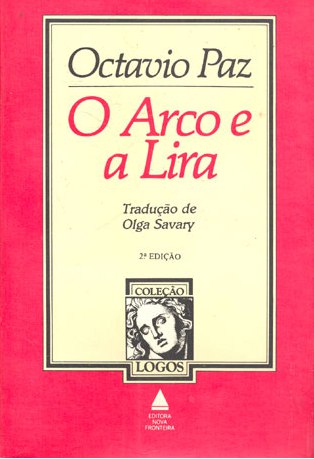 Octavio Paz
O Arco e
a Lira
Tradução de
Olga Savary
2ª EDIÇÃO
COLEÇÃO
LOGOS
EDITORA
NOVA
FRONTEIRA